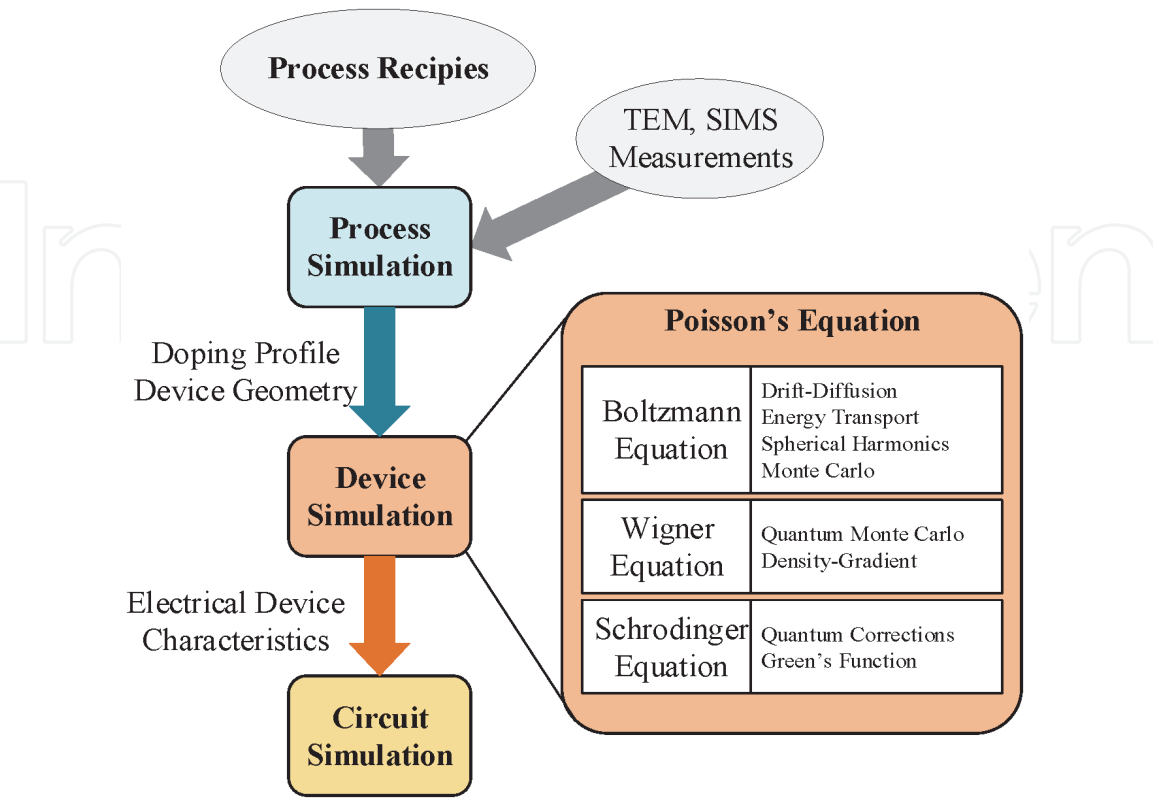 Process Recipies
TEM, SIMS
Measurements
Process
Simulation
Doping Profile
Device Geometry
Device
Simulation
Electrical Device
Characteristics
Circuit
Simulation
Poisson’s Equation
Boltzmann
Equation
Drift-Diffusion
Energy Transport
Spherical Harmonics
Monte Carlo
Wigner
Equation
Quantum Monte Carlo
Density-Gradient
Schrodinger
Equation
Quantum Corrections
Green’s Function
In
en